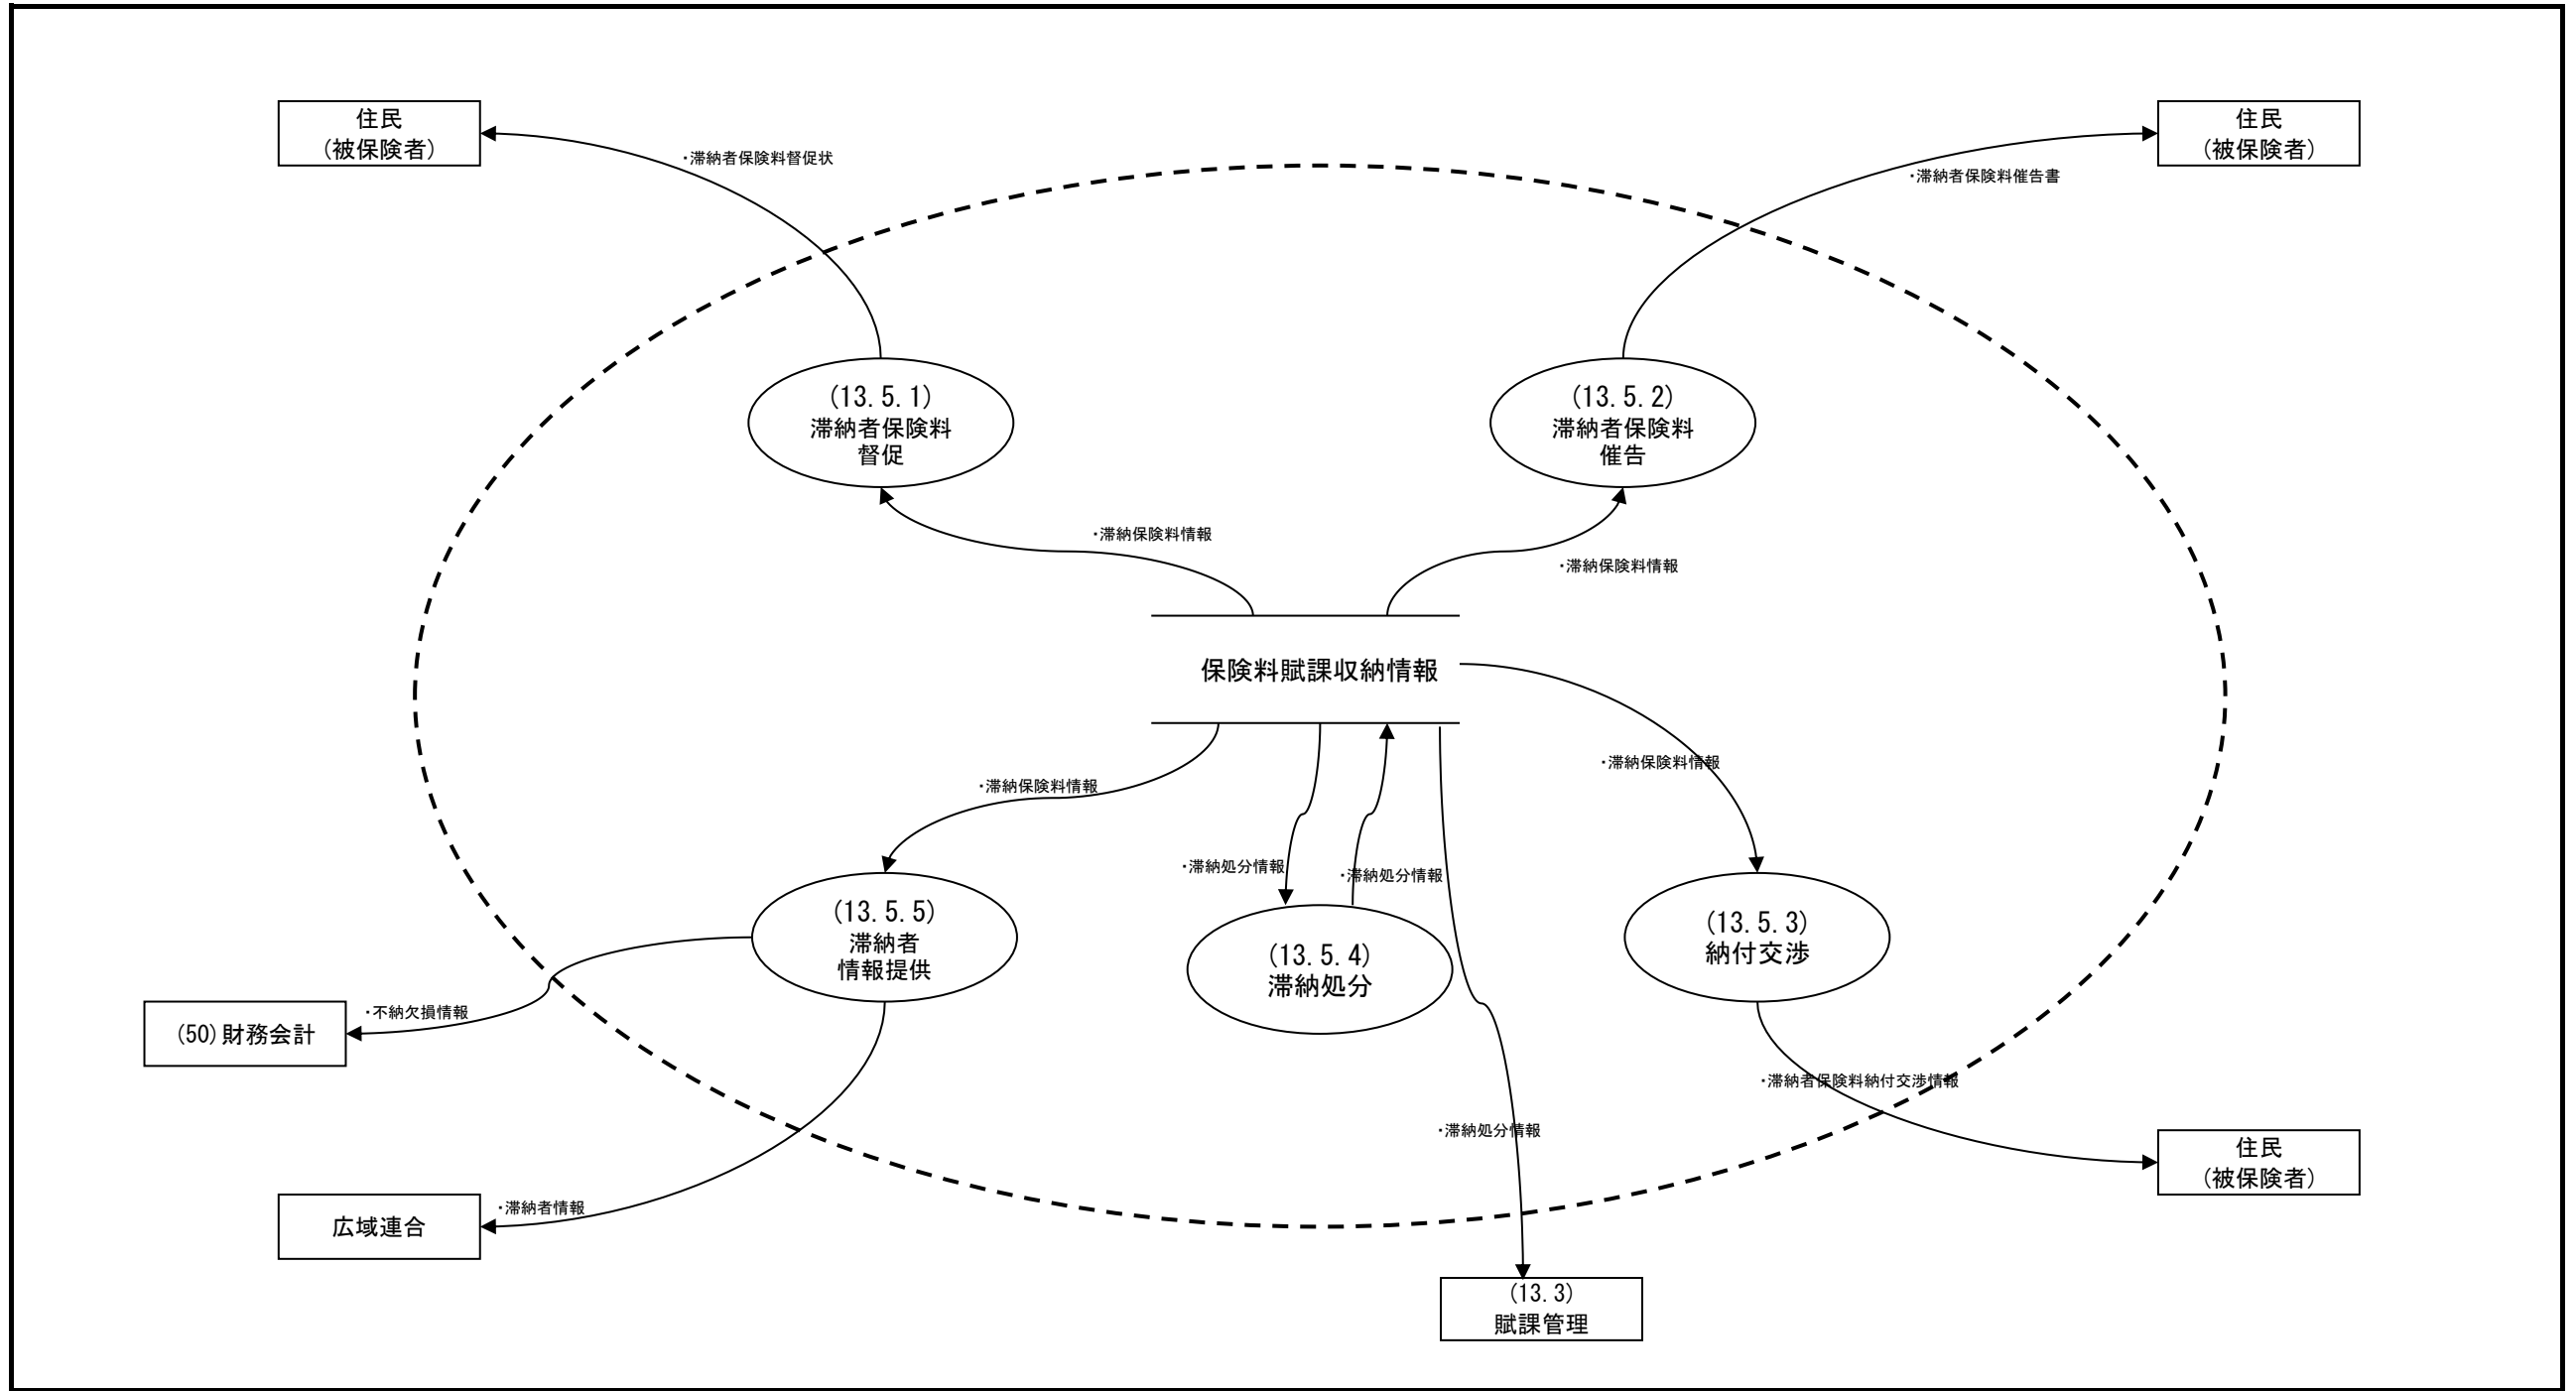 住民
(被保険者)
住民
(被保険者)
・滞納者保険料督促状
・滞納者保険料催告書
(13.5.1)
滞納者保険料
督促
(13.5.2)
滞納者保険料
催告
・滞納保険料情報
・滞納保険料情報
保険料賦課収納情報
・滞納保険料情報
・滞納保険料情報
・滞納処分情報
・滞納処分情報
(13.5.5)
滞納者
情報提供
(13.5.4)
滞納処分
(13.5.3)
納付交渉
・不納欠損情報
(50)財務会計
・滞納者保険料納付交渉情報
・滞納処分情報
住民
(被保険者)
・滞納者情報
広域連合
(13.3)
賦課管理